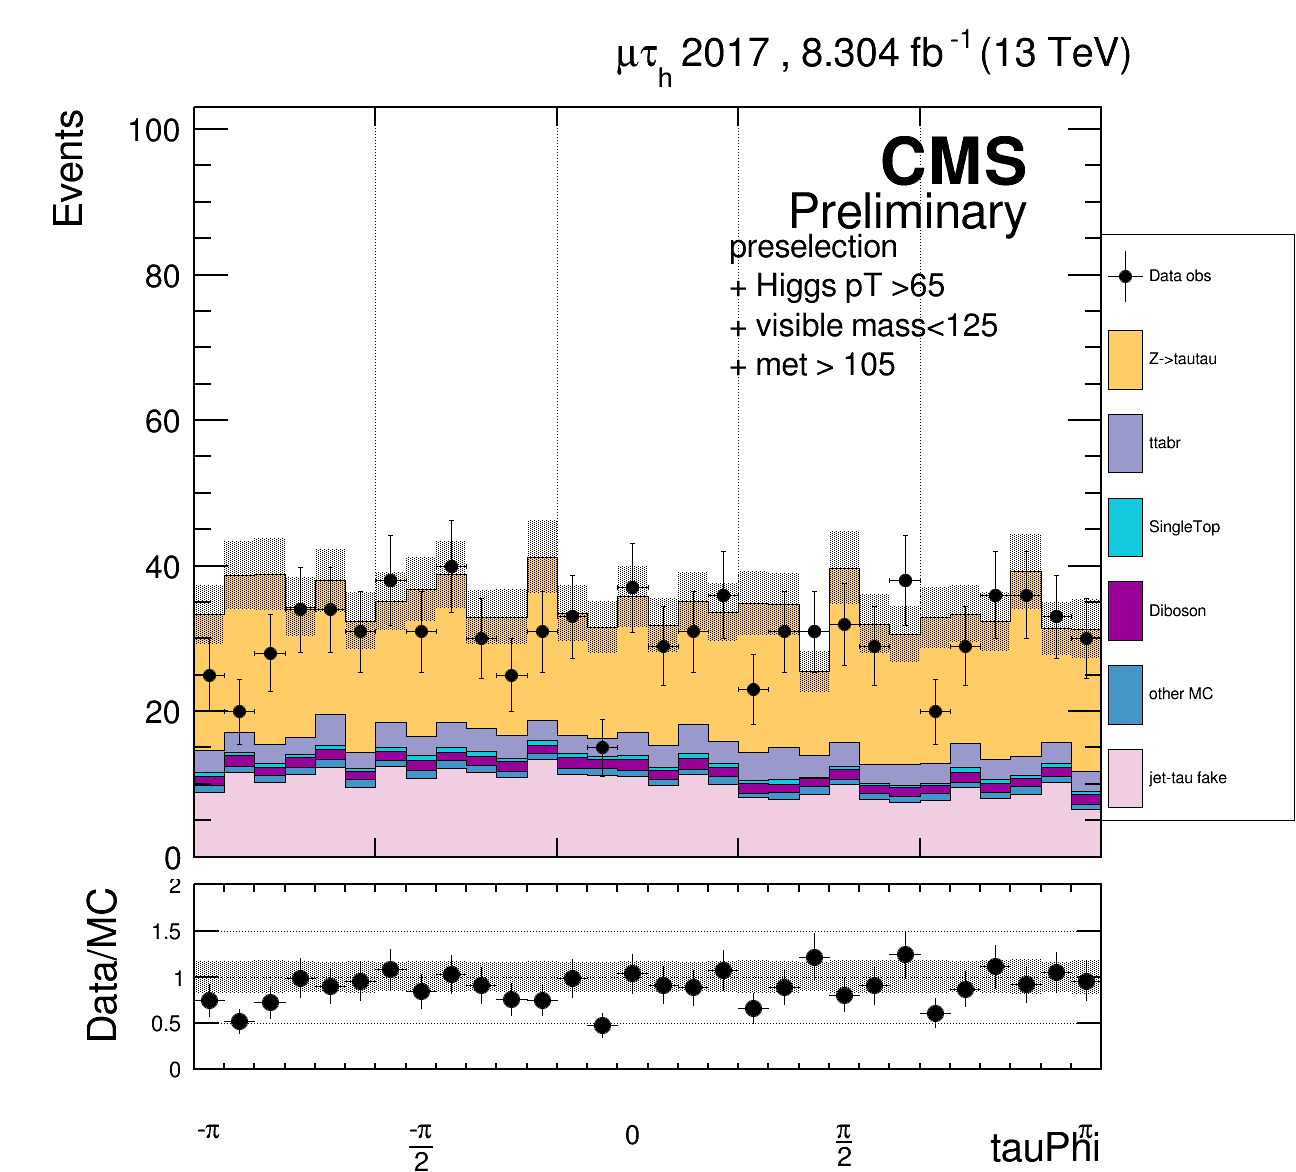 μτh 2017 , 8.304 fb-1 (13 TeV)
Events
100
80
60
40
20
0
CMS
Preliminary
preselection
+ Higgs pT >65
+ visible mass<125
+ met > 105
Data obs
Z->tautau
ttabr
SingleTop
Diboson
other MC
jet-tau fake
Data/MC
2
1.5
1
0.5
0
-π
-π/2
0
π/2
π
tauPhi